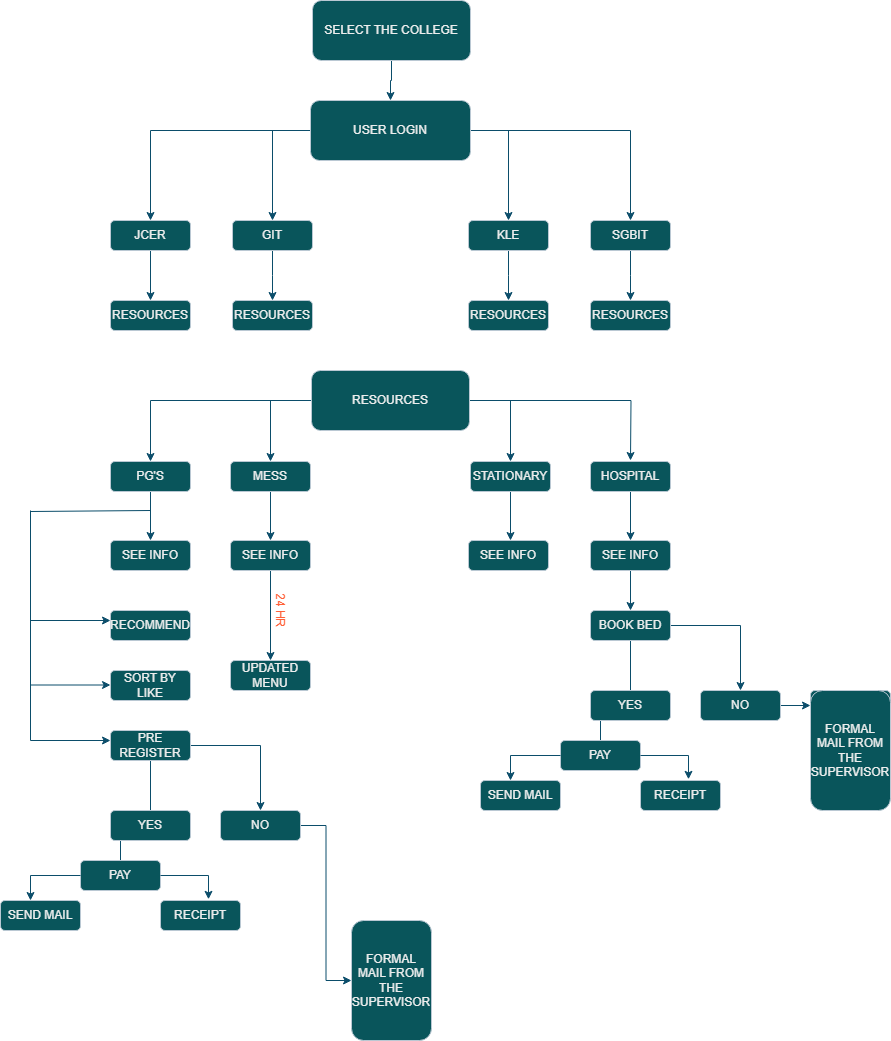 SELECT THE COLLEGE
USER LOGIN
JCER
GIT
KLE
SGBIT
RESOURCES
RESOURCES
RESOURCES
RESOURCES
RESOURCES
PG'S
MESS
STATIONARY
HOSPITAL
SEE INFO
SEE INFO
SEE INFO
SEE INFO
24 HR
RECOMMEND
BOOK BED
SORT BY
LIKE
UPDATED
MENU
YES
NO
FORMAL
MAIL FROM
THE
SUPERVISOR
PRE
REGISTER
PAY
SEND MAIL
RECEIPT
YES
NO
PAY
SEND MAIL
RECEIPT
FORMAL
MAIL FROM
THE
SUPERVISOR